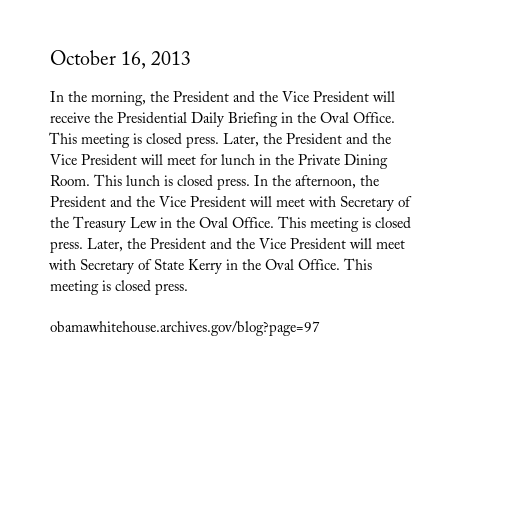 October 16, 2013
In the morning, the President and the Vice President will
receive the Presidential Daily Briefing in the Oval Office.
This meeting is closed press. Later, the President and the
Vice President will meet for lunch in the Private Dining
Room. This lunch is closed press. In the afternoon, the
President and the Vice President will meet with Secretary of
the Treasury Lew in the Oval Office. This meeting is closed
press. Later, the President and the Vice President will meet
with Secretary of State Kerry in the Oval Office. This
meeting is closed press.
obamawhitehouse.archives.gov/blog?page=97